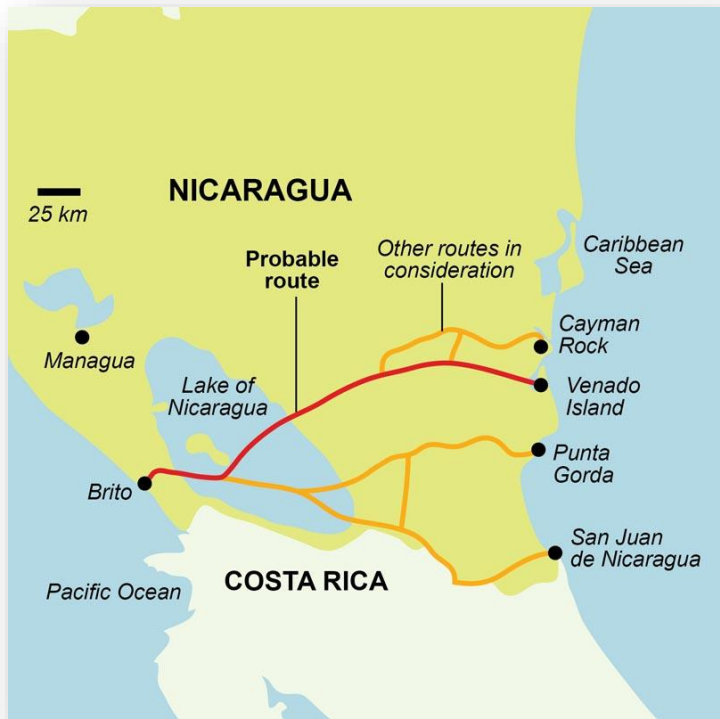 NICARAGUA
25 km
Probable
route
Other routes in
consideration
Caribbean
Sea
Managua
Lake of
Nicaragua
Cayman
Rock
Venado
Island
Brito
Punta
Gorda
San Juan
de Nicaragua
Pacific Ocean
COSTA RICA